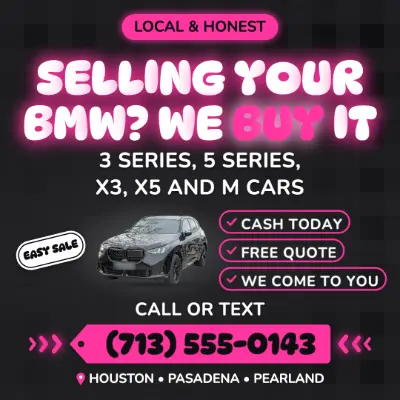 LOCAL & HONEST
SELLING YOUR
BMW? WE BUY IT
3 SERIES, 5 SERIES,
X3, X5 AND M CARS
EASY SALE
CASH TODAY
FREE QUOTE
WE COME TO YOU
CALL OR TEXT
(713) 555-0143
HOUSTON • PASADENA • PEARLAND